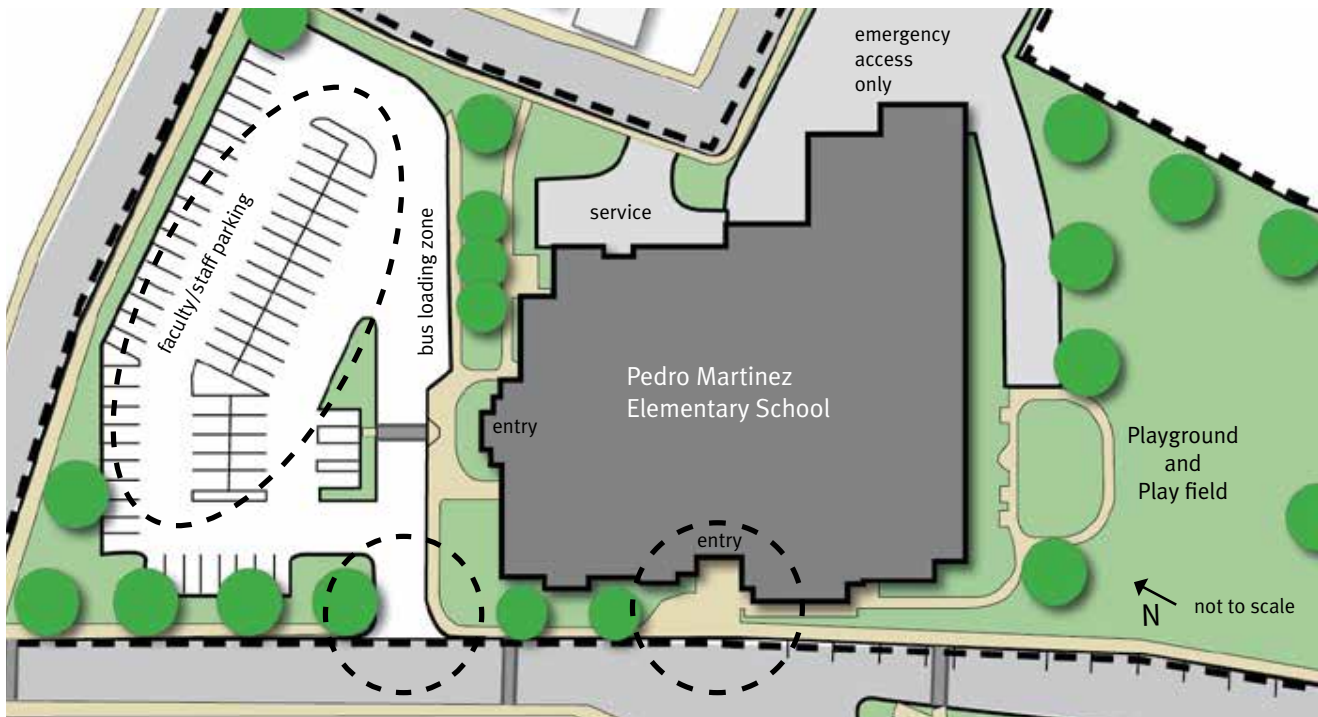 emergency
access
only
faculty/staff parking
bus loading zone
service
Pedro Martinez
Elementary School
entry
Playground
and
Play field
entry
N
not to scale